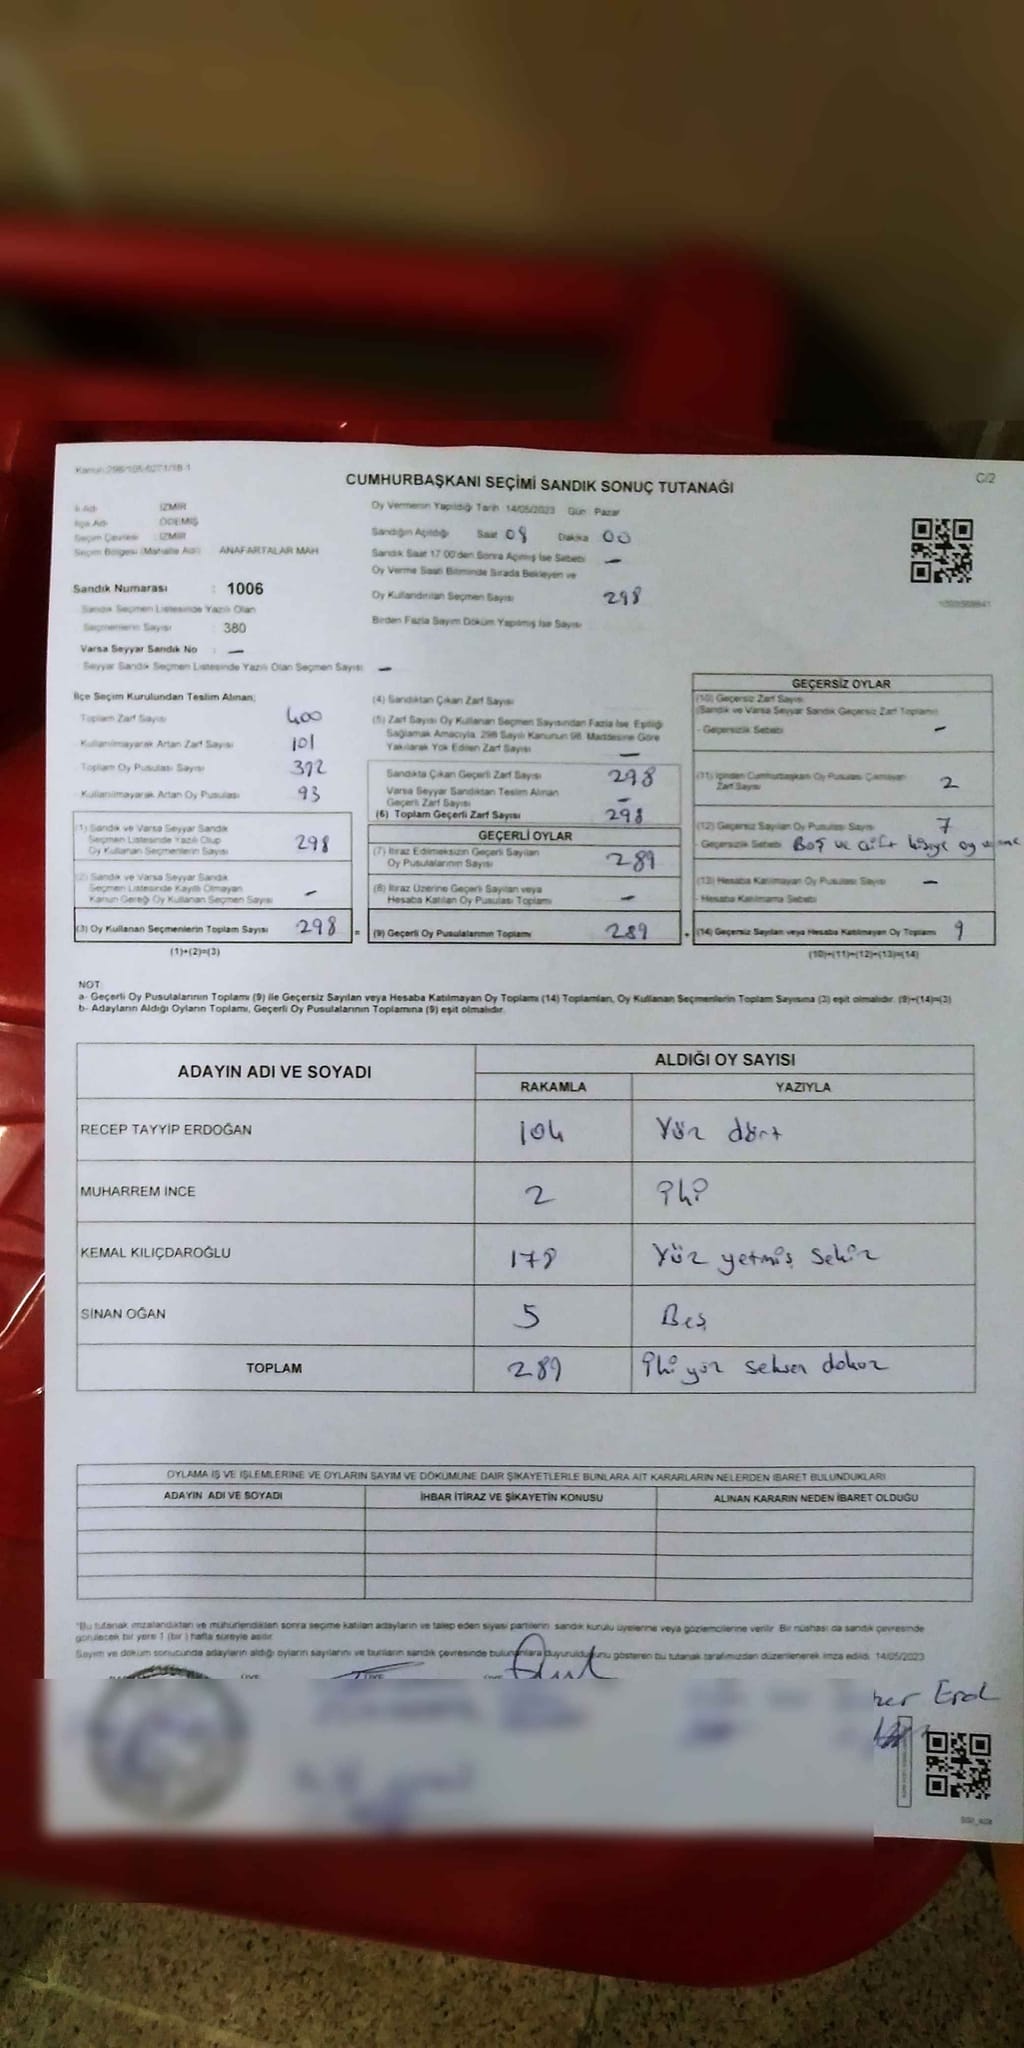 CUMHURBAŞKANI SEÇİMİ SANDIK SONUÇ TUTANAĞI
C/2
İl Adı : İZMİR
İlçe Adı : ÖDEMİŞ
Seçim Çevresi : İZMİR
Seçim Bölgesi (Mahalle Adı) ANAFARTALAR MAH
Sandık Numarası : 1006
Sandık Seçmen Listesinde Yazılı Olan
Seçmenlerin Sayısı : 380
Varsa Seyyar Sandık No : —
Seyyar Sandık Seçmen Listesinde Yazılı Olan Seçmen Sayısı : —
Oy Vermenin Yapıldığı Tarih 14/05/2023 Gün Pazar
Sandığın Açıldığı Saat 08 Dakika 00
Sandık Saat 17:00'den Sonra Açılmış İse Sebebi —
Oy Verme Saati Bitiminde Sırada Bekleyen ve
Oy Kullandırılan Seçmen Sayısı 298
Birden Fazla Sayım Döküm Yapılmış İse Sayısı
İlçe Seçim Kurulundan Teslim Alınan;
Toplam Zarf Sayısı 400
- Kullanılmayarak Artan Zarf Sayısı 101
Toplam Oy Pusulası Sayısı
- Kullanılmayarak Artan Oy Pusulası 93
(1) Sandık ve Varsa Seyyar Sandık
Seçmen Listesinde Yazılı Olup
Oy Kullanan Seçmenlerin Sayısı 298
(2) Sandık ve Varsa Seyyar Sandık
Seçmen Listesinde Kayıtlı Olmayan
Kanun Gereği Oy Kullanan Seçmen Sayısı —
(3) Oy Kullanan Seçmenlerin Toplam Sayısı 298 =
(1)+(2)=(3)
(4) Sandıktan Çıkan Zarf Sayısı
(5) Zarf Sayısı Oy Kullanan Seçmen Sayısından Fazla İse, Eşitliği
Sağlamak Amacıyla, 298 Sayılı Kanunun 98. Maddesine Göre
Yakılarak Yok Edilen Zarf Sayısı —
Sandıkta Çıkan Geçerli Zarf Sayısı 298
Varsa Seyyar Sandıktan Teslim Alınan
Geçerli Zarf Sayısı —
(6) Toplam Geçerli Zarf Sayısı 298
GEÇERLİ OYLAR
(7) İtiraz Edilmeksizin Geçerli Sayılan
Oy Pusulalarının Sayısı 289
(8) İtiraz Üzerine Geçerli Sayılan veya
Hesaba Katılan Oy Pusulası Toplamı —
(9) Geçerli Oy Pusulalarının Toplamı 289 +
GEÇERSİZ OYLAR
(10) Geçersiz Zarf Sayısı
(Sandık ve Varsa Seyyar Sandık Geçersiz Zarf Toplamı)
- Geçersizlik Sebebi —
(11) İçinden Cumhurbaşkanı Oy Pusulası Çıkmayan
Zarf Sayısı 2
(12) Geçersiz Sayılan Oy Pusulası Sayısı 7
- Geçersizlik Sebebi Boş ve çift kişiye oy
(13) Hesaba Katılmayan Oy Pusulası Sayısı —
- Hesaba Katılmama Sebebi
(14) Geçersiz Sayılan veya Hesaba Katılmayan Oy Toplamı 9
(10)+(11)+(12)+(13)=(14)
NOT:
a- Geçerli Oy Pusulalarının Toplamı (9) ile Geçersiz Sayılan veya Hesaba Katılmayan Oy Toplamı (14) Toplamları, Oy Kullanan Seçmenlerin Toplam Sayısına (3) eşit olmalıdır. (9)+(14)=(3)
b- Adayların Aldığı Oyların Toplamı, Geçerli Oy Pusulalarının Toplamına (9) eşit olmalıdır.
ADAYIN ADI VE SOYADI ALDIĞI OY SAYISI
RAKAMLA YAZIYLA
RECEP TAYYİP ERDOĞAN 104 Yüz dört
MUHARREM İNCE 2 İki
KEMAL KILIÇDAROĞLU 178 Yüz yetmiş sekiz
SİNAN OĞAN 5 Beş
TOPLAM 289 İki yüz seksen dokuz
OYLAMA İŞ VE İŞLEMLERİNE VE OYLARIN SAYIM VE DÖKÜMÜNE DAİR ŞİKAYETLERLE BUNLARA AİT KARARLARIN NELERDEN İBARET BULUNDUKLARI
ADAYIN ADI VE SOYADI İHBAR İTİRAZ VE ŞİKAYETİN KONUSU ALINAN KARARIN NEDEN İBARET OLDUĞU
*Bu tutanak imzalandıktan ve mühürlendikten sonra seçime katılan adayların ve talep eden siyasi partilerin sandık kurulu üyelerine veya gözlemcilerine verilir. Bir nüshası da sandık çevresinde
görülecek bir yere 1 (bir) hafta süreyle asılır.
Sayım ve döküm sonucunda adayların aldığı oyların sayılarını ve bunların sandık çevresinde bulunanlara duyurulduğunu gösteren bu tutanak tarafımızdan düzenlenerek imza edildi. 14/05/2023